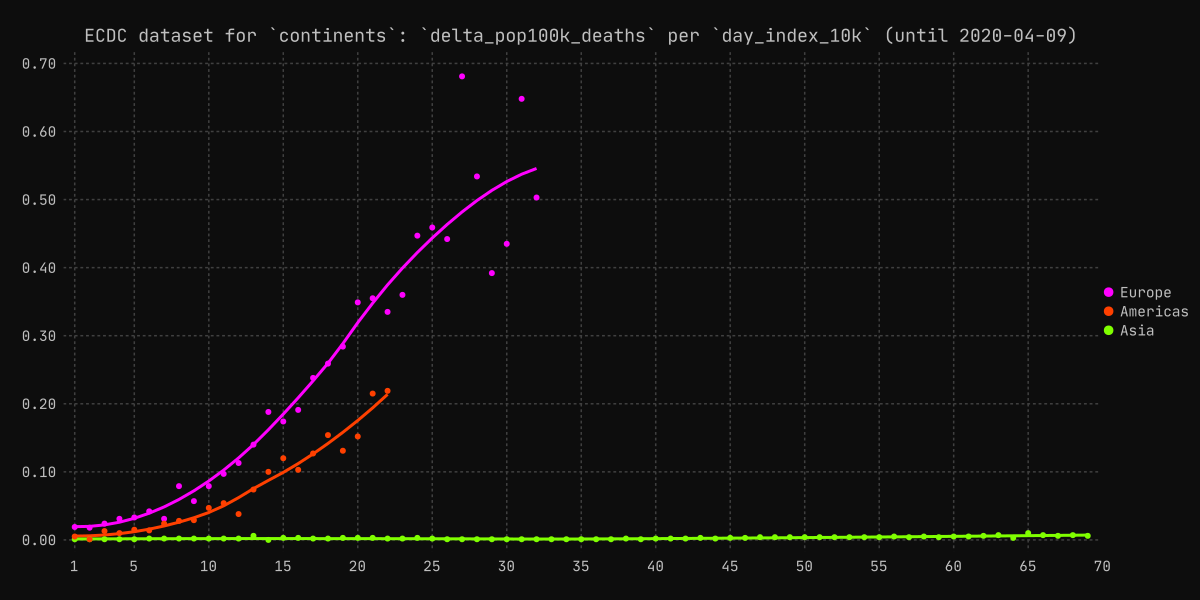 ECDC dataset for `continents`: `delta_pop100k_deaths` per `day_index_10k` (until 2020-04-09)
0.70
0.60
0.50
0.40
0.30
0.20
0.10
0.00
1 5 10 15 20 25 30 35 40 45 50 55 60 65 70
Europe
Americas
Asia